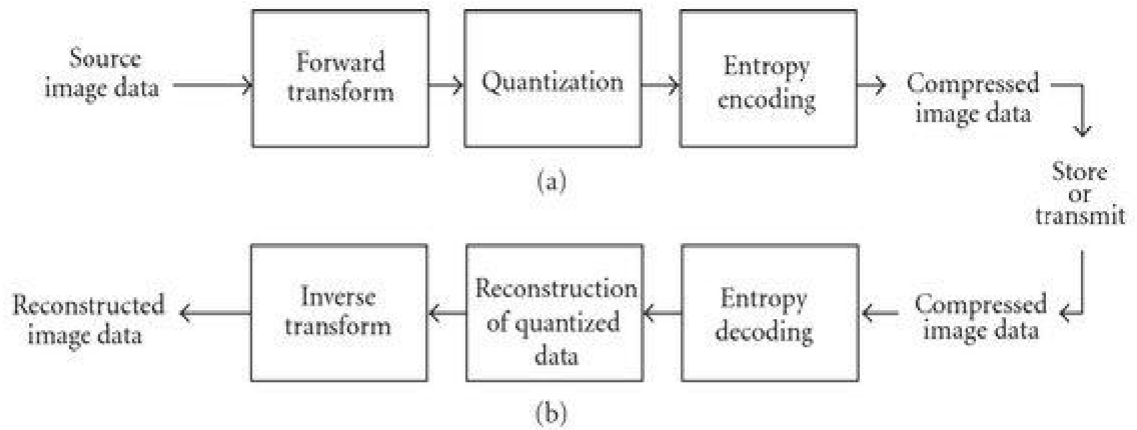 Source
image data
Forward
transform
Quantization
Entropy
encoding
Compressed
image data
(a)
Store
or
transmit
Reconstructed
image data
Inverse
transform
Reconstruction
of quantized
data
Entropy
decoding
Compressed
image data
(b)